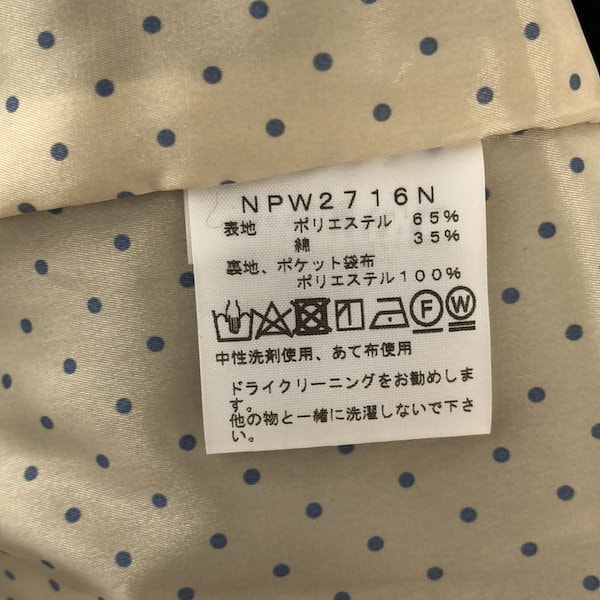 NPW2716N
表地 ポリエステル 65%
綿 35%
裏地、ポケット袋布
ポリエステル100%
F W
中性洗剤使用、あて布使用
ドライクリーニングをお勧めしま
す。
他の物と一緒に洗濯しないで下さ
い。